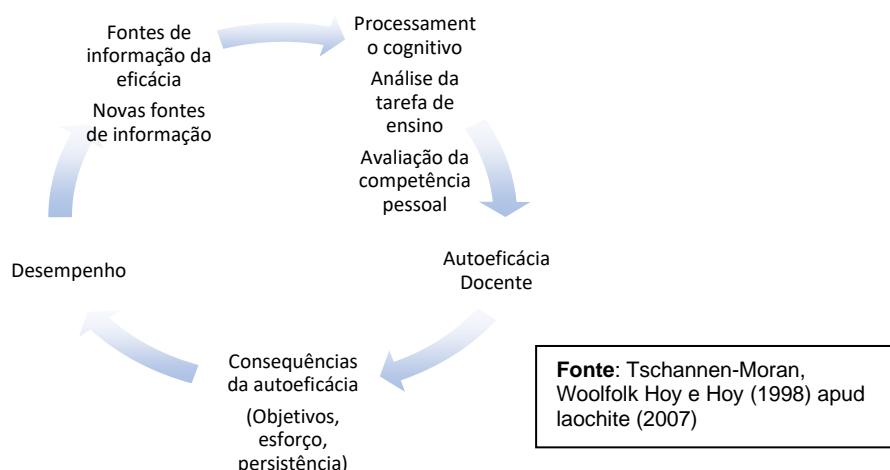 Fontes de
informação da
eficácia
Novas fontes
de informação
Processament
o cognitivo
Análise da
tarefa de
ensino
Avaliação da
competência
pessoal
Autoeficácia
Docente
Consequências
da autoeficácia
(Objetivos,
esforço,
persistência)
Desempenho
Fonte: Tschannen-Moran,
Woolfolk Hoy e Hoy (1998) apud
laochite (2007)